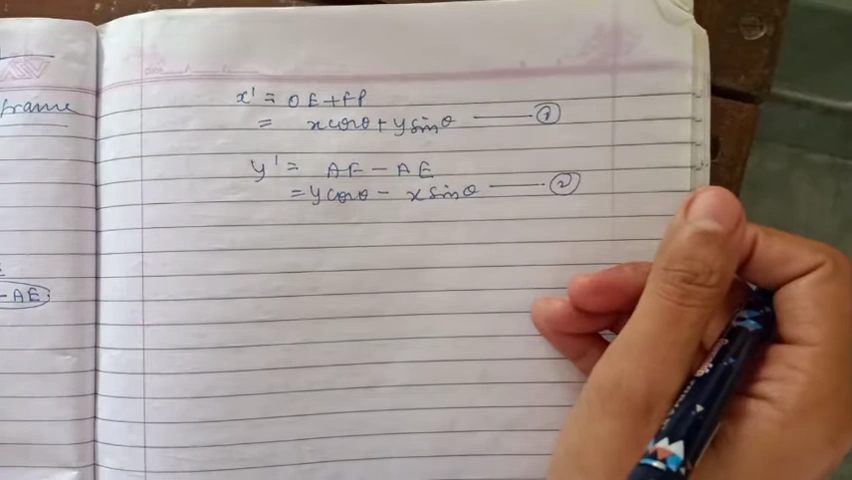 frame
- AE
x' = OE + FP
= x cosθ + y sinθ —— ①
y' = AF - AE
= y cosθ - x sinθ —— ②